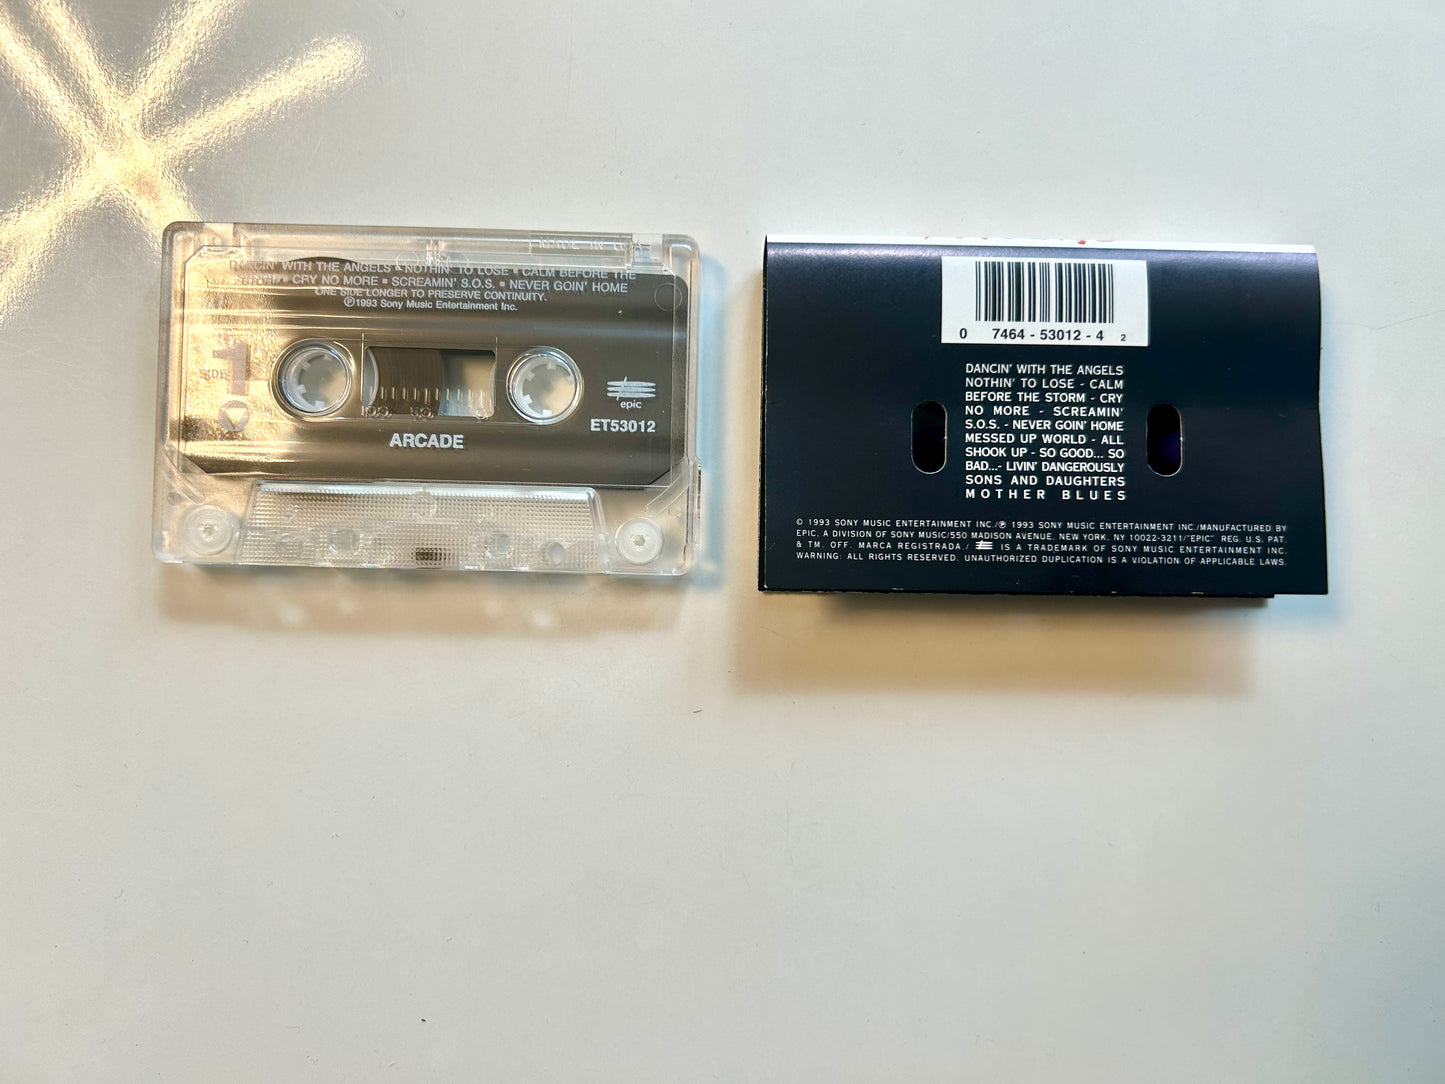 MADE IN U
DANCIN' WITH THE ANGELS ▪ NOTHIN' TO LOSE ▪ CALM BEFORE THE
STORM ▪ CRY NO MORE ▪ SCREAMIN' S.O.S. ▪ NEVER GOIN' HOME
ONE SIDE LONGER TO PRESERVE CONTINUITY.
℗1993 Sony Music Entertainment Inc.
SIDE 1
100 50 0
epic
ET53012
ARCADE
0 7464 - 53012 - 4 2
DANCIN' WITH THE ANGELS
NOTHIN' TO LOSE - CALM
BEFORE THE STORM - CRY
NO MORE - SCREAMIN'
S.O.S. - NEVER GOIN' HOME
MESSED UP WORLD - ALL
SHOOK UP - SO GOOD... SO
BAD...- LIVIN' DANGEROUSLY
SONS AND DAUGHTERS
MOTHER BLUES
© 1993 SONY MUSIC ENTERTAINMENT INC./℗ 1993 SONY MUSIC ENTERTAINMENT INC./MANUFACTURED BY
EPIC, A DIVISION OF SONY MUSIC/550 MADISON AVENUE, NEW YORK, NY 10022-3211/"EPIC" REG. U.S. PAT.
& TM. OFF. MARCA REGISTRADA./ IS A TRADEMARK OF SONY MUSIC ENTERTAINMENT INC.
WARNING: ALL RIGHTS RESERVED. UNAUTHORIZED DUPLICATION IS A VIOLATION OF APPLICABLE LAWS.